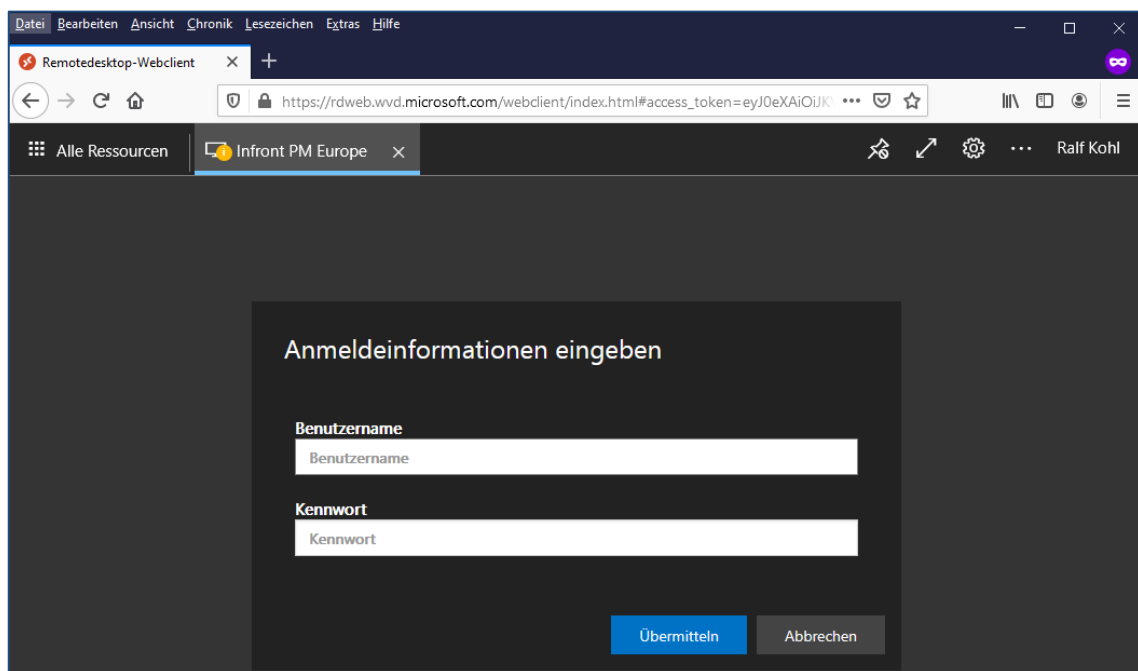 Datei Bearbeiten Ansicht Chronik Lesezeichen Extras Hilfe
Remotedesktop-Webclient
https://rdweb.wvd.microsoft.com/webclient/index.html#access_token=eyJ0eXAiOiJK
Alle Ressourcen Infront PM Europe Ralf Kohl
Anmeldeinformationen eingeben
Benutzername
Benutzername
Kennwort
Kennwort
Übermitteln Abbrechen